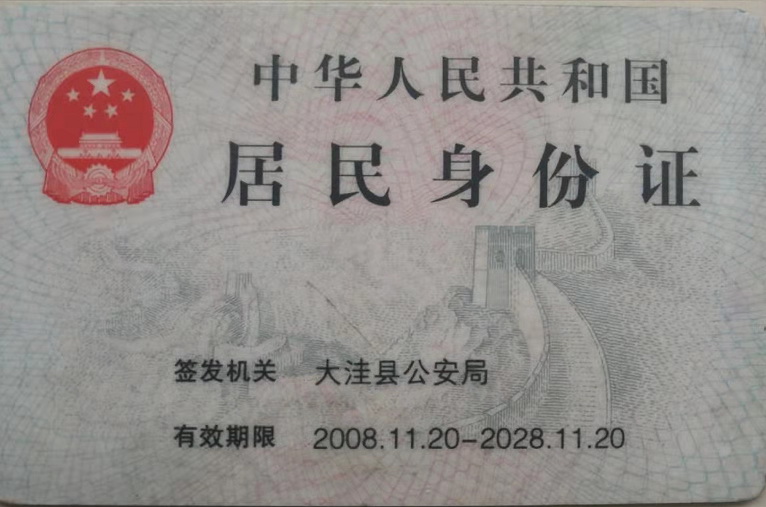 中华人民共和国
居民身份证
签发机关 大洼县公安局
有效期限 2008.11.20-2028.11.20